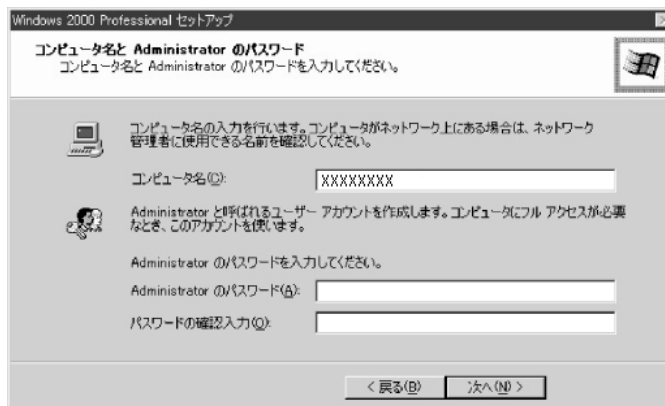 Windows 2000 Professional セットアップ
コンピュータ名と Administrator のパスワード
コンピュータ名と Administrator のパスワードを入力してください。
コンピュータ名の入力を行います。コンピュータがネットワーク上にある場合は、ネットワーク
管理者に使用できる名前を確認してください。
コンピュータ名(C): XXXXXXXX
Administrator と呼ばれるユーザー アカウントを作成します。コンピュータにフル アクセスが必要
なとき、このアカウントを使います。
Administrator のパスワードを入力してください。
Administrator のパスワード(A):
パスワードの確認入力(O):
< 戻る(B) 次へ(N) >